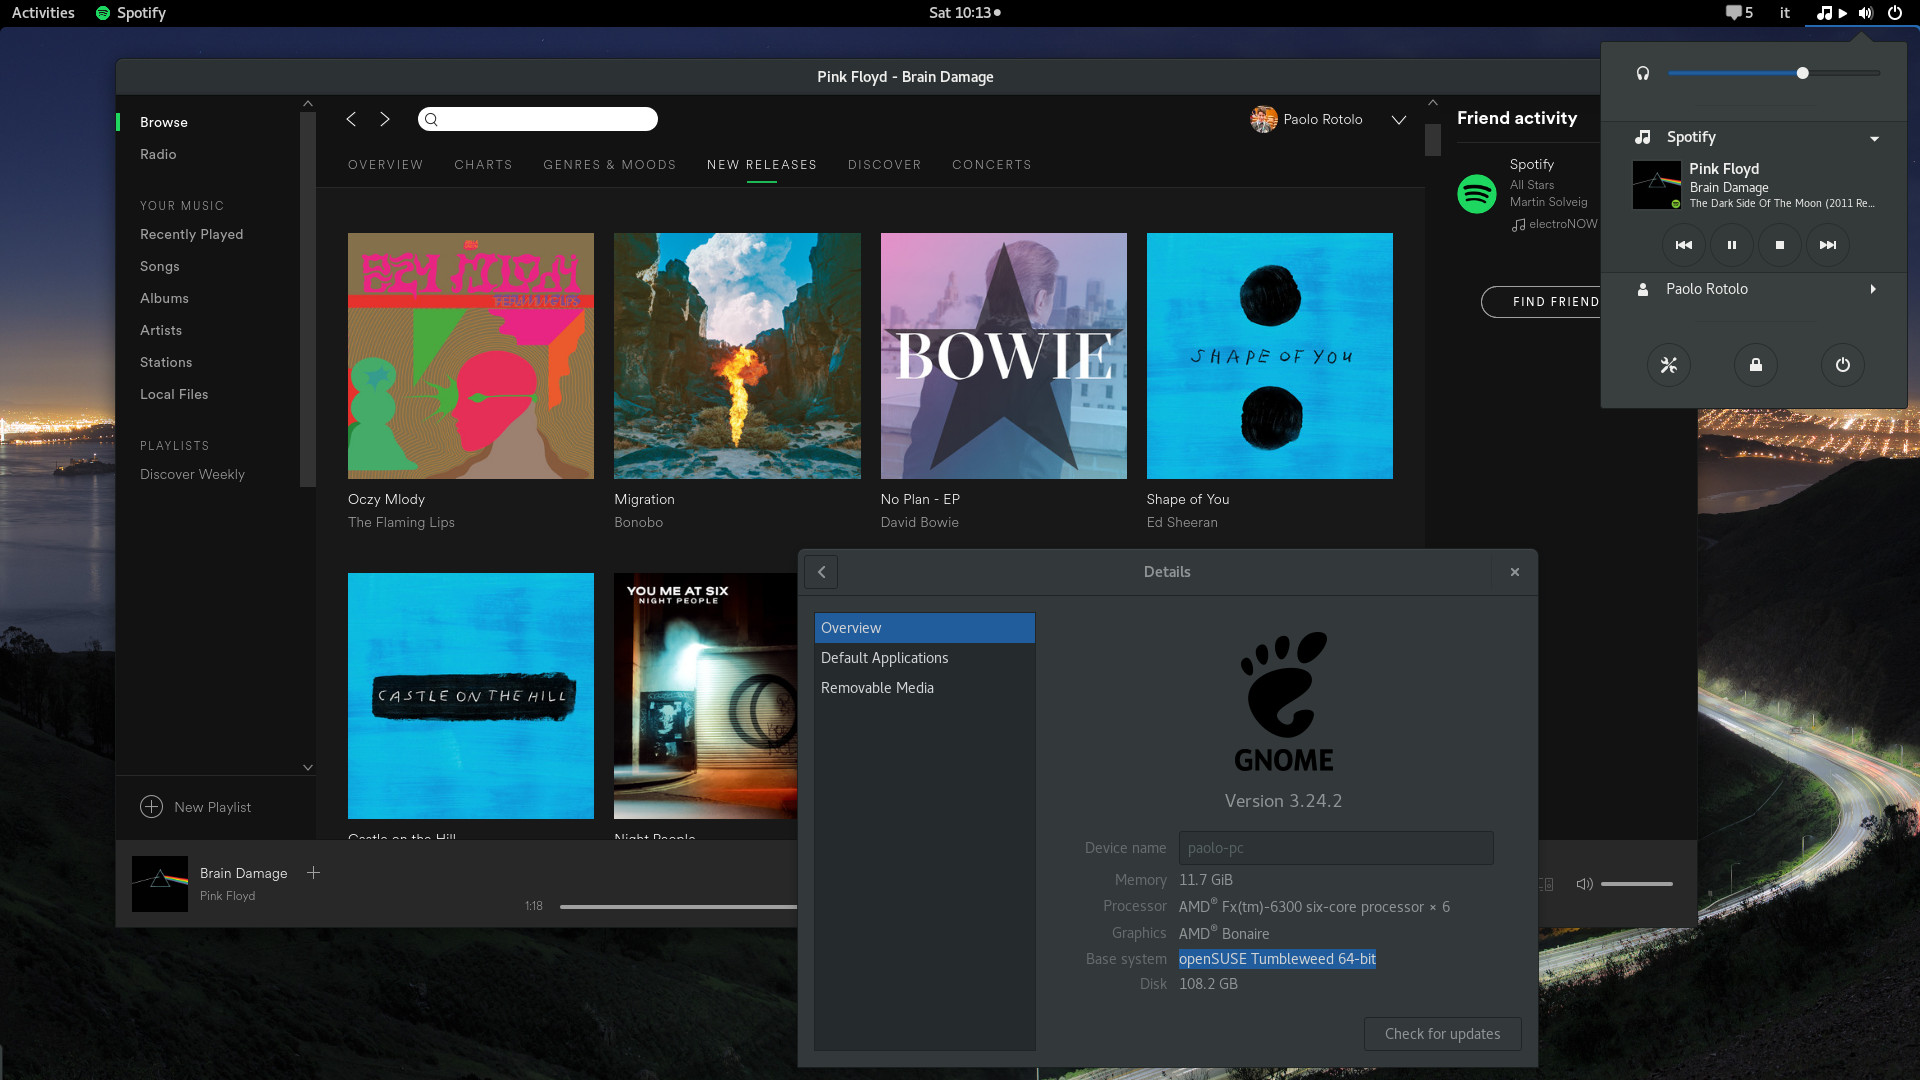 Activities
Spotify
Sat 10:13
5
it
Pink Floyd - Brain Damage
Browse
Radio
YOUR MUSIC
Recently Played
Songs
Albums
Artists
Stations
Local Files
PLAYLISTS
Discover Weekly
New Playlist
Paolo Rotolo
OVERVIEW
CHARTS
GENRES & MOODS
NEW RELEASES
DISCOVER
CONCERTS
BOWIE
SHAPE OF YOU
Oczy Mlody
The Flaming Lips
Migration
Bonobo
No Plan - EP
David Bowie
Shape of You
Ed Sheeran
CASTLE ON THE HILL
YOU ME AT SIX
NIGHT PEOPLE
Castle on the Hill
Night People
Friend activity
Spotify
All Stars
Martin Solveig
electroNOW
FIND FRIEND
Spotify
Pink Floyd
Brain Damage
The Dark Side Of The Moon (2011 Re...
Paolo Rotolo
Brain Damage
Pink Floyd
1:18
Details
Overview
Default Applications
Removable Media
GNOME
Version 3.24.2
Device name paolo-pc
Memory 11.7 GiB
Processor AMD® Fx(tm)-6300 six-core processor × 6
Graphics AMD® Bonaire
Base system openSUSE Tumbleweed 64-bit
Disk 108.2 GB
Check for updates